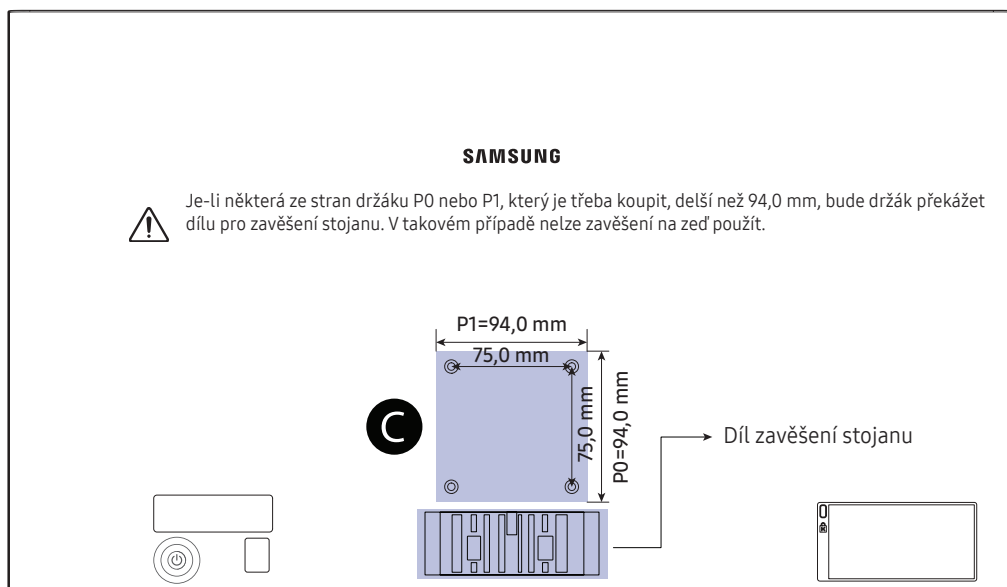 SAMSUNG
Je-li některá ze stran držáku P0 nebo P1, který je třeba koupit, delší než 94,0 mm, bude držák překážet
dílu pro zavěšení stojanu. V takovém případě nelze zavěšení na zeď použít.
P1=94,0 mm
75,0 mm
C
75,0 mm
P0=94,0 mm
Díl zavěšení stojanu